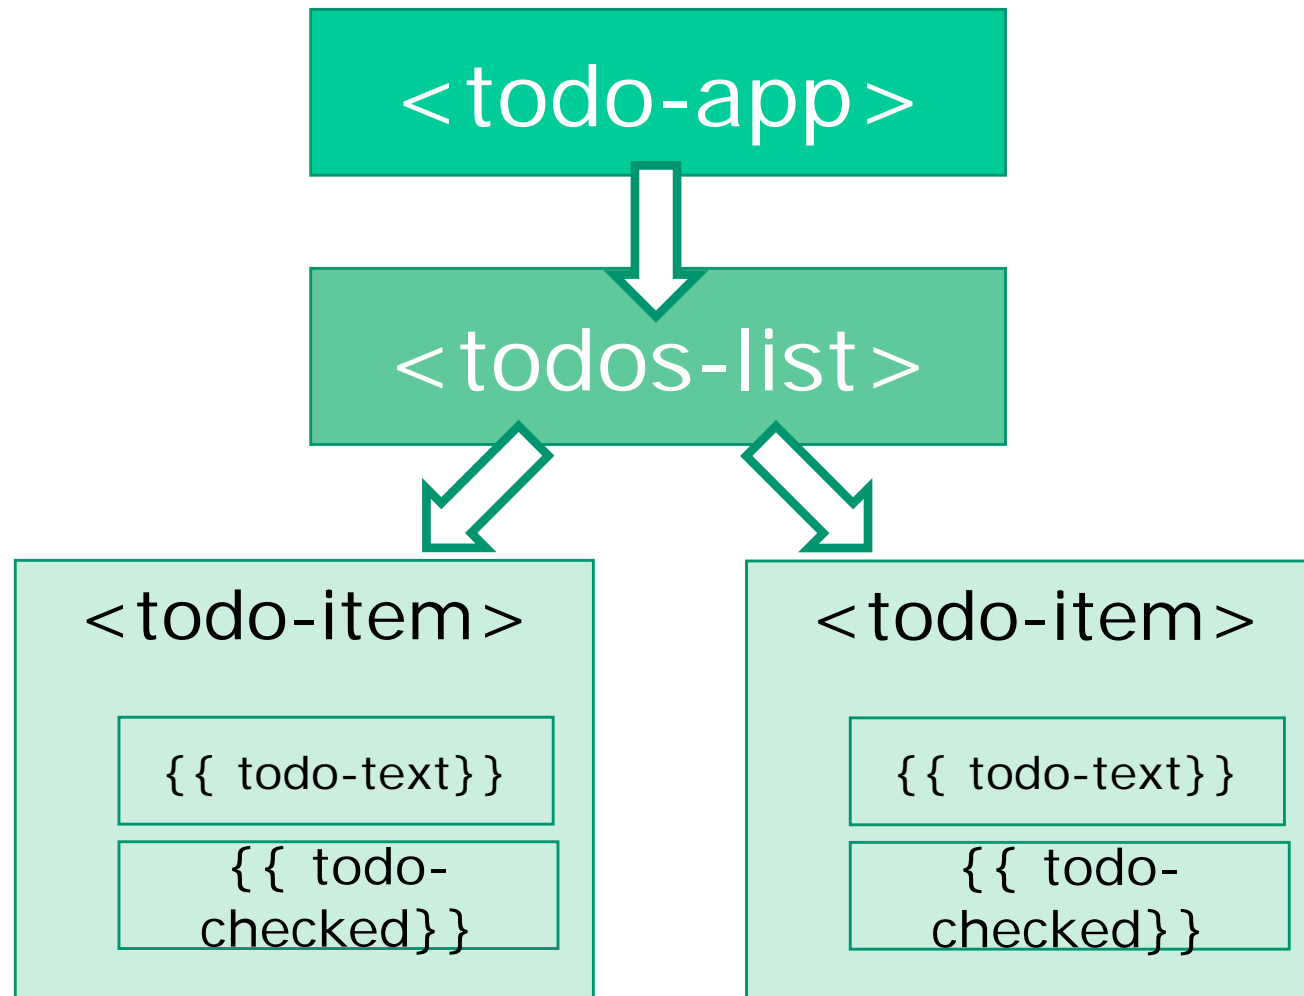 <todo-app>
<todos-list>
<todo-item>
{{ todo-text}}
{{ todo-
checked}}
<todo-item>
{{ todo-text}}
{{ todo-
checked}}